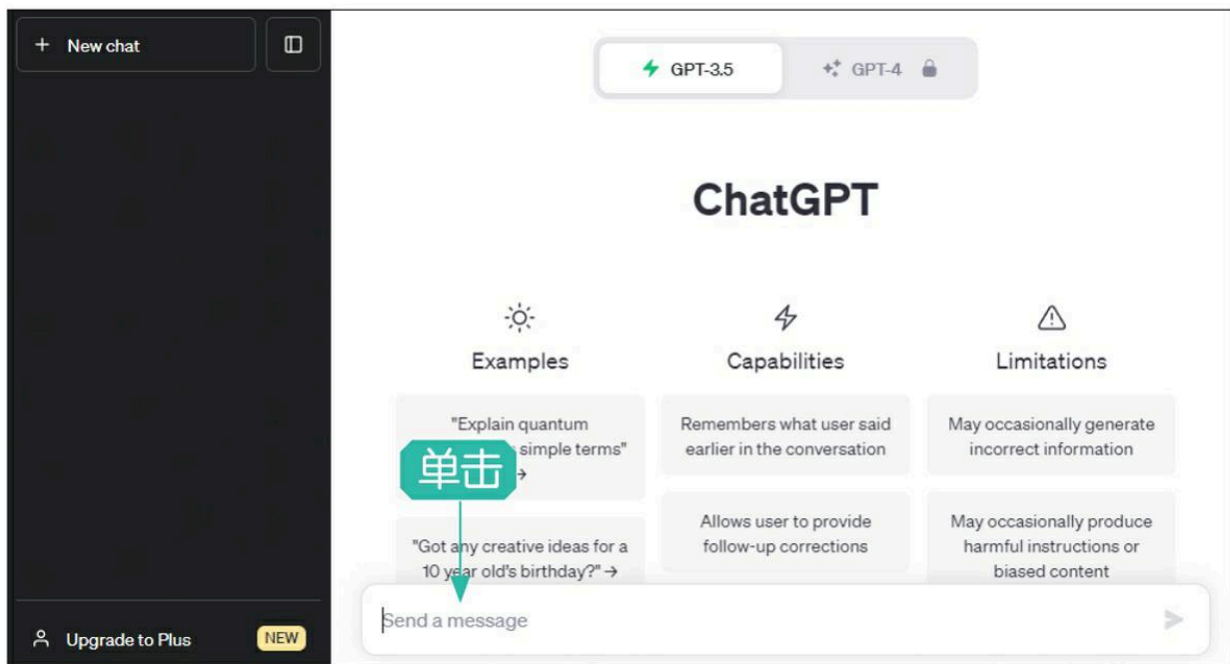 New chat
GPT-3.5
GPT-4
ChatGPT
Examples
Capabilities
Limitations
"Explain quantum
simple terms"
→
Remembers what user said
earlier in the conversation
May occasionally generate
incorrect information
单击
"Got any creative ideas for a
10 year old's birthday?" →
Allows user to provide
follow-up corrections
May occasionally produce
harmful instructions or
biased content
Send a message
Upgrade to Plus
NEW